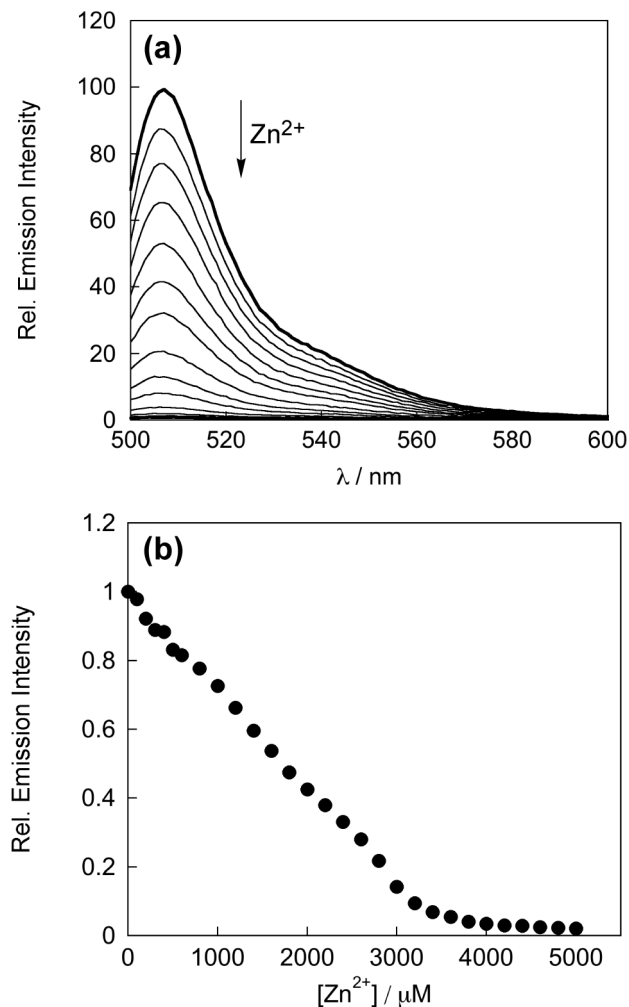 (a)
Zn²⁺
Rel. Emission Intensity
120
100
80
60
40
20
0
500 520 540 560 580 600
λ / nm
(b)
Rel. Emission Intensity
1.2
1
0.8
0.6
0.4
0.2
0
0 1000 2000 3000 4000 5000
[Zn²⁺] / μM